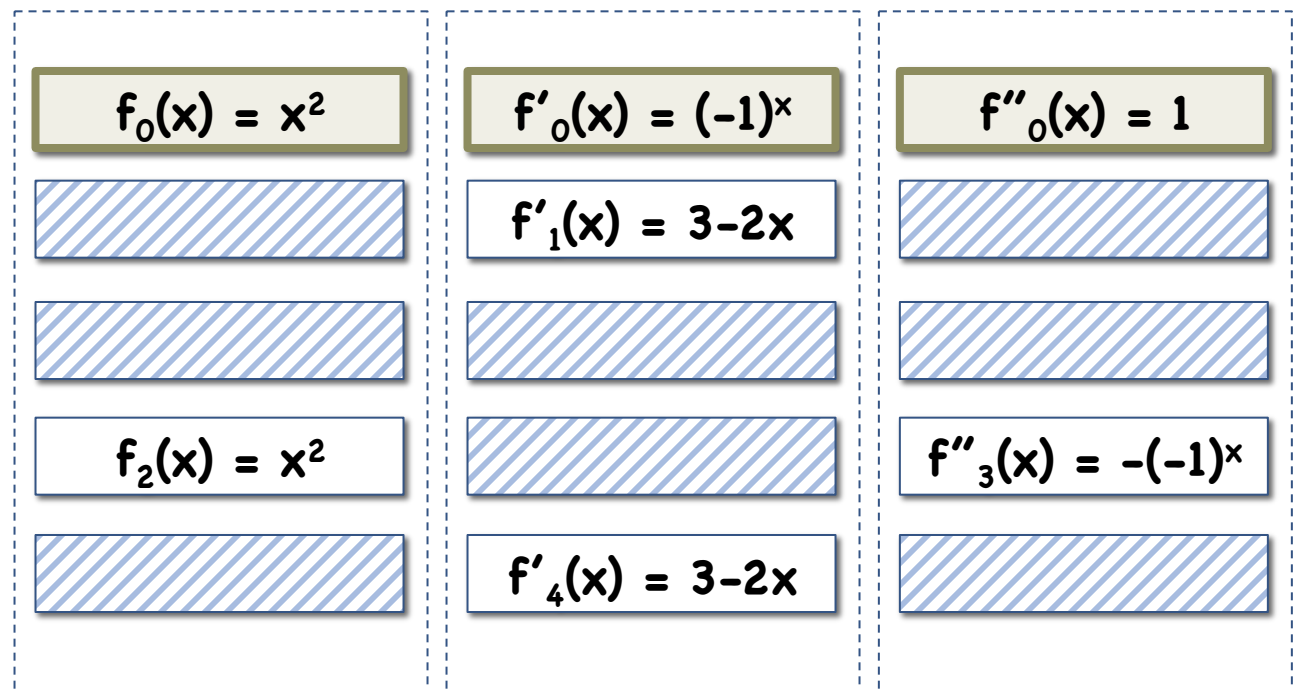 f₀(x) = x²
f′₀(x) = (-1)ˣ
f″₀(x) = 1
f′₁(x) = 3-2x
f₂(x) = x²
f″₃(x) = -(-1)ˣ
f′₄(x) = 3-2x